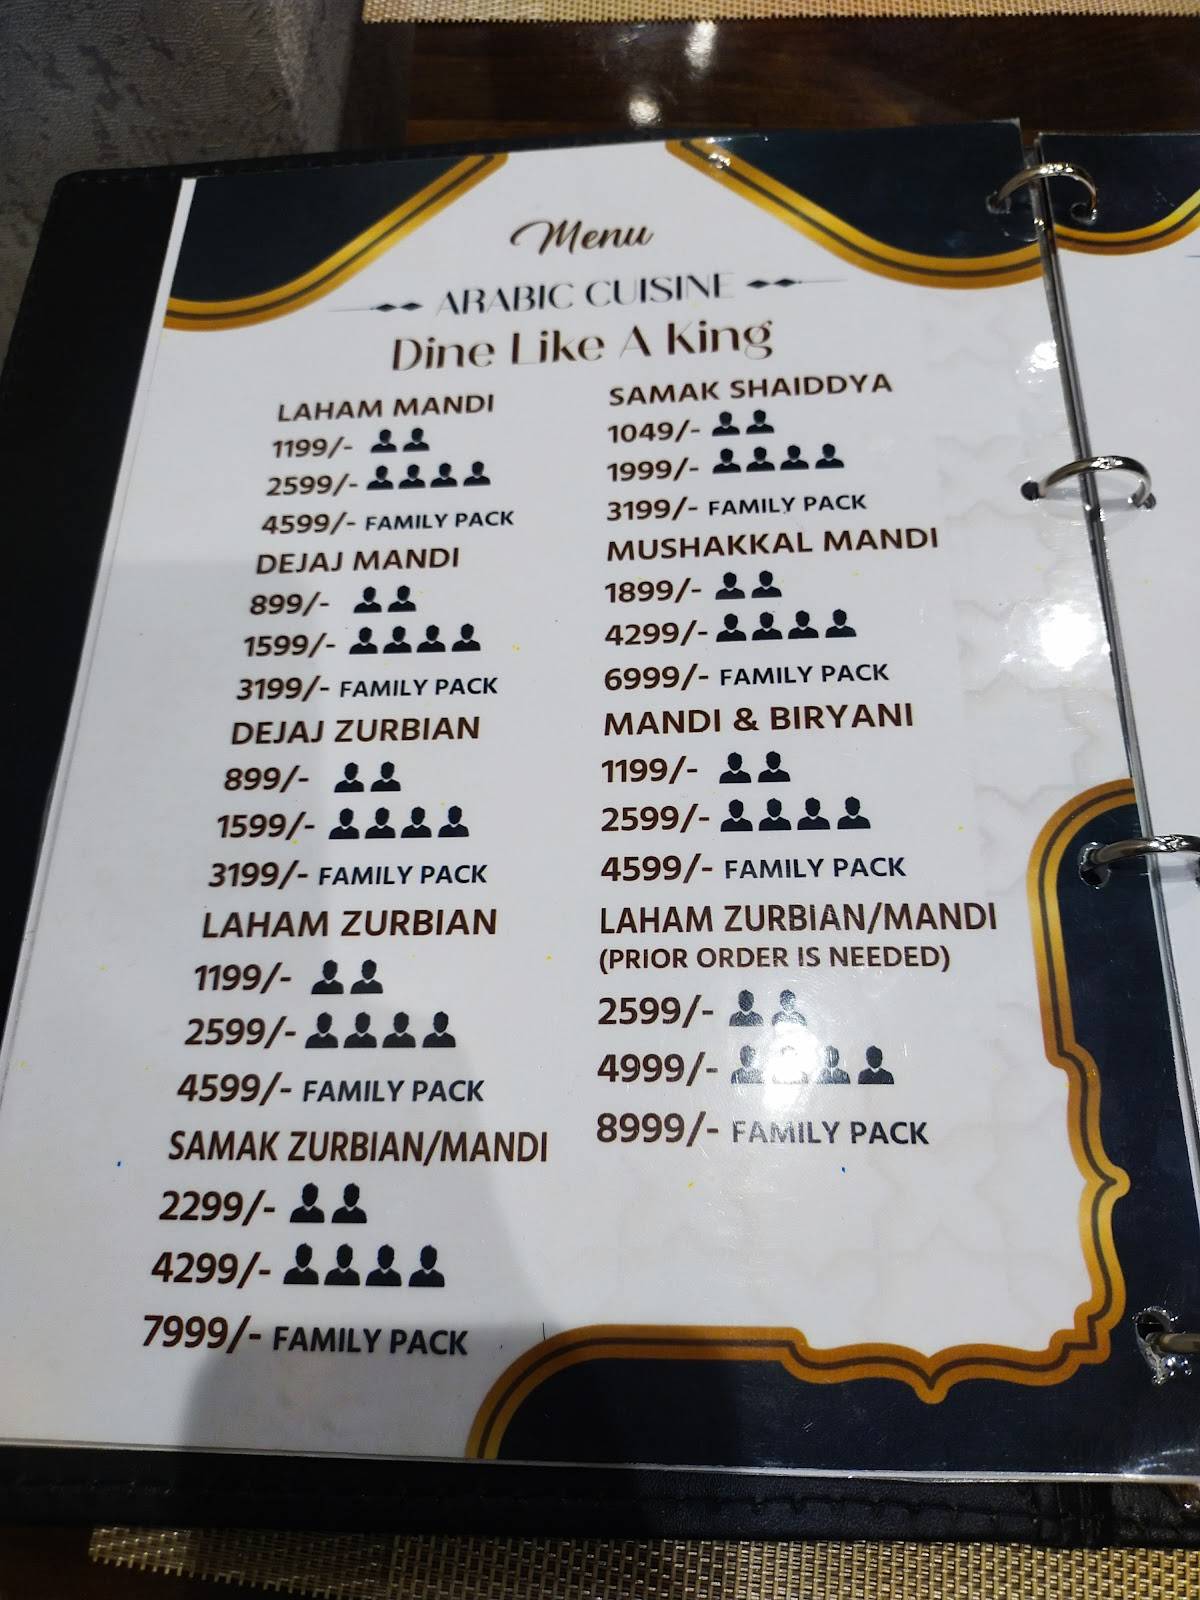 Menu
ARABIC CUISINE
Dine Like A King
LAHAM MANDI
1199/-
2599/-
4599/- FAMILY PACK
DEJAJ MANDI
899/-
1599/-
3199/- FAMILY PACK
DEJAJ ZURBIAN
899/-
1599/-
3199/- FAMILY PACK
LAHAM ZURBIAN
1199/-
2599/-
4599/- FAMILY PACK
SAMAK ZURBIAN/MANDI
2299/-
4299/-
7999/- FAMILY PACK
SAMAK SHAIDDYA
1049/-
1999/-
3199/- FAMILY PACK
MUSHAKKAL MANDI
1899/-
4299/-
6999/- FAMILY PACK
MANDI & BIRYANI
1199/-
2599/-
4599/- FAMILY PACK
LAHAM ZURBIAN/MANDI
(PRIOR ORDER IS NEEDED)
2599/-
4999/-
8999/- FAMILY PACK